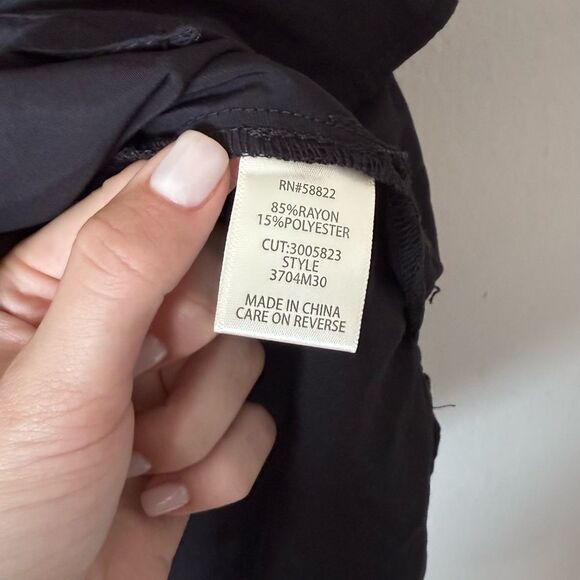 RN#58822
85%RAYON
15%POLYESTER
CUT:3005823
STYLE
3704M30
MADE IN CHINA
CARE ON REVERSE